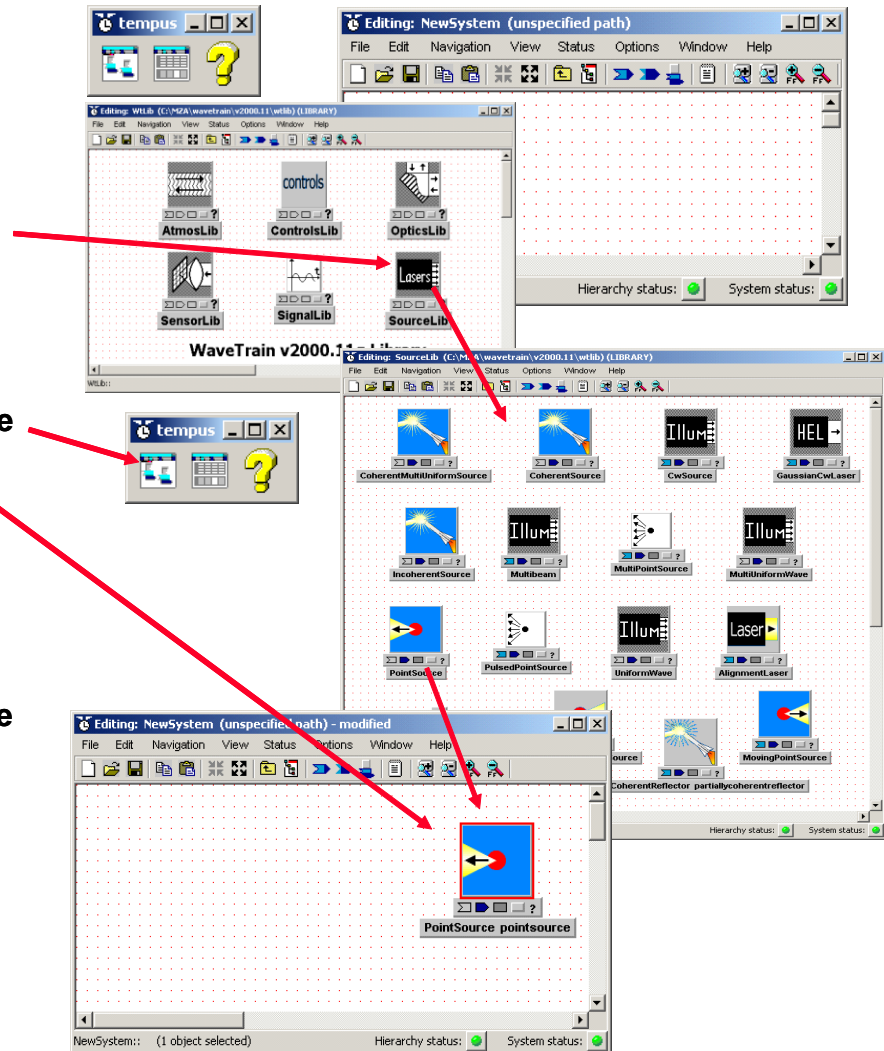 tempus
Editing: NewSystem (unspecified path)
File Edit Navigation View Status Options Window Help
Hierarchy status: System status:
Editing: WtLib (C:\MZA\wavetrain\v2000.11\wtlib) (LIBRARY)
File Edit Navigation View Status Options Window Help
controls
AtmosLib ControlsLib OpticsLib
Lasers
SensorLib SignalLib SourceLib
WaveTrain Library
WtLib::
e
tempus
Editing: SourceLib (C:\MZA\wavetrain\v2000.11\wtlib) (LIBRARY)
File Edit Navigation View Status Options Window Help
Illum HEL
CoherentMultiUniformSource CoherentSource CwSource GaussianCwLaser
Illum Illum
IncoherentSource Multibeam MultiPointSource MultiUniformWave
Illum Laser
PointSource PulsedPointSource UniformWave AlignmentLaser
ource MovingPointSource
CoherentReflector partiallycoherentreflector
Hierarchy status: System status:
e
Editing: NewSystem (unspecified path) - modified
File Edit Navigation View Status Options Window Help
PointSource pointsource
NewSystem:: (1 object selected) Hierarchy status: System status: